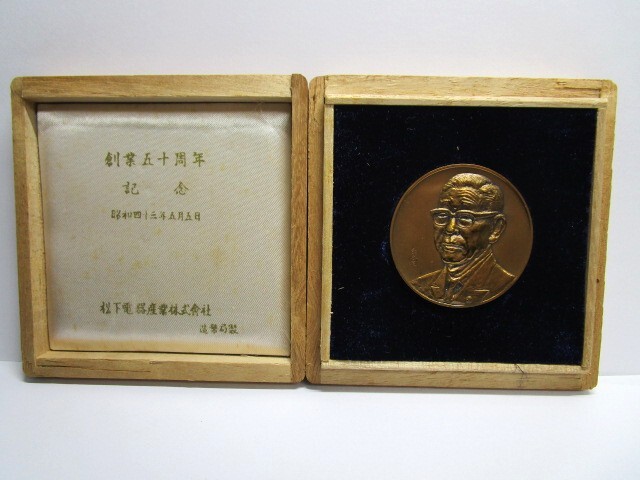 創業五十周年
記念
昭和四十三年五月五日
松下電器産業株式会社
造幣局製